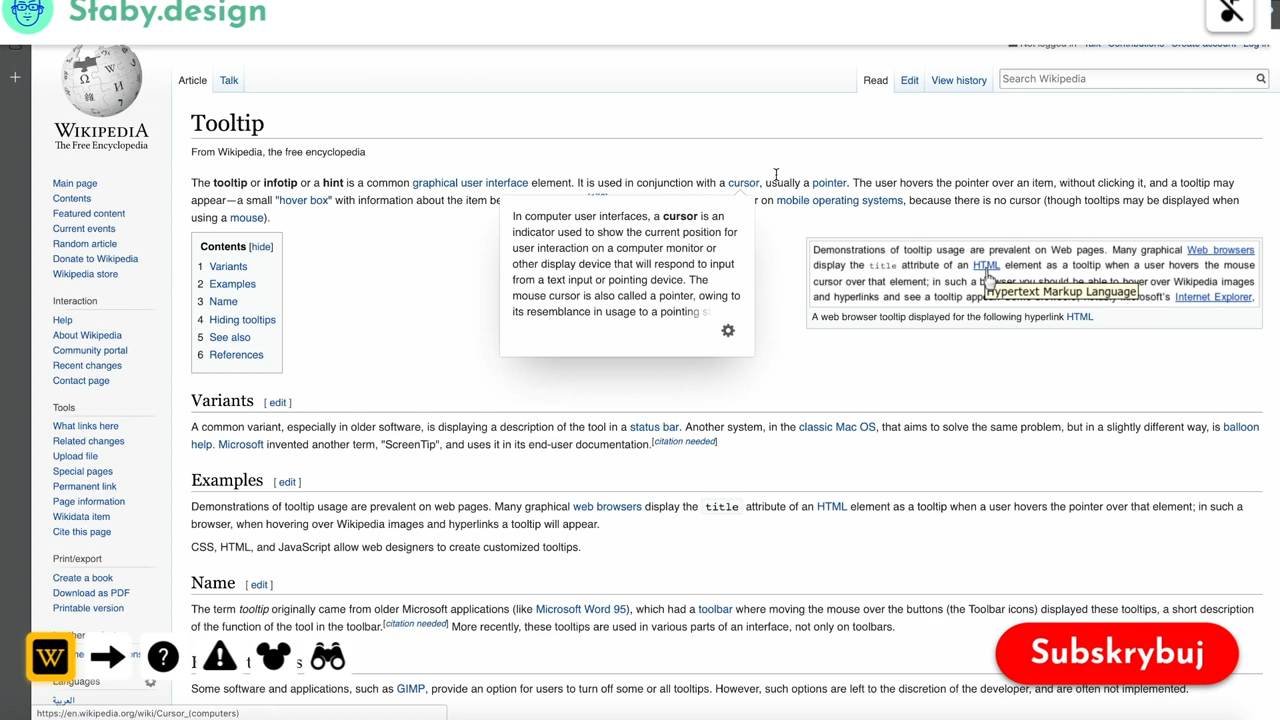 Słaby.design
Not logged in Talk Contributions Create account Log in
Article Talk Read Edit View history Search Wikipedia
WIKIPEDIA
The Free Encyclopedia
Main page
Contents
Featured content
Current events
Random article
Donate to Wikipedia
Wikipedia store
Interaction
Help
About Wikipedia
Community portal
Recent changes
Contact page
Tools
What links here
Related changes
Upload file
Special pages
Permanent link
Page information
Wikidata item
Cite this page
Print/export
Create a book
Download as PDF
Printable version
Languages
العربية
Tooltip
From Wikipedia, the free encyclopedia
The tooltip or infotip or a hint is a common graphical user interface element. It is used in conjunction with a cursor, usually a pointer. The user hovers the pointer over an item, without clicking it, and a tooltip may
appear—a small "hover box" with information about the item be on mobile operating systems, because there is no cursor (though tooltips may be displayed when
using a mouse).
In computer user interfaces, a cursor is an
indicator used to show the current position for
user interaction on a computer monitor or
other display device that will respond to input
from a text input or pointing device. The
mouse cursor is also called a pointer, owing to
its resemblance in usage to a pointing
Contents [hide]
1 Variants
2 Examples
3 Name
4 Hiding tooltips
5 See also
6 References
Demonstrations of tooltip usage are prevalent on Web pages. Many graphical Web browsers
display the title attribute of an HTML element as a tooltip when a user hovers the mouse
cursor over that element; in such a browser you should be able to hover over Wikipedia images
and hyperlinks and see a tooltip app Microsoft's Internet Explorer,
Hypertext Markup Language
A web browser tooltip displayed for the following hyperlink HTML
Variants [ edit ]
A common variant, especially in older software, is displaying a description of the tool in a status bar. Another system, in the classic Mac OS, that aims to solve the same problem, but in a slightly different way, is balloon
help. Microsoft invented another term, "ScreenTip", and uses it in its end-user documentation.[citation needed]
Examples [ edit ]
Demonstrations of tooltip usage are prevalent on web pages. Many graphical web browsers display the title attribute of an HTML element as a tooltip when a user hovers the pointer over that element; in such a
browser, when hovering over Wikipedia images and hyperlinks a tooltip will appear.
CSS, HTML, and JavaScript allow web designers to create customized tooltips.
Name [ edit ]
The term tooltip originally came from older Microsoft applications (like Microsoft Word 95), which had a toolbar where moving the mouse over the buttons (the Toolbar icons) displayed these tooltips, a short description
of the function of the tool in the toolbar.[citation needed] More recently, these tooltips are used in various parts of an interface, not only on toolbars.
Some software and applications, such as GIMP, provide an option for users to turn off some or all tooltips. However, such options are left to the discretion of the developer, and are often not implemented.
W
Subskrybuj
https://en.wikipedia.org/wiki/Cursor_(computers)